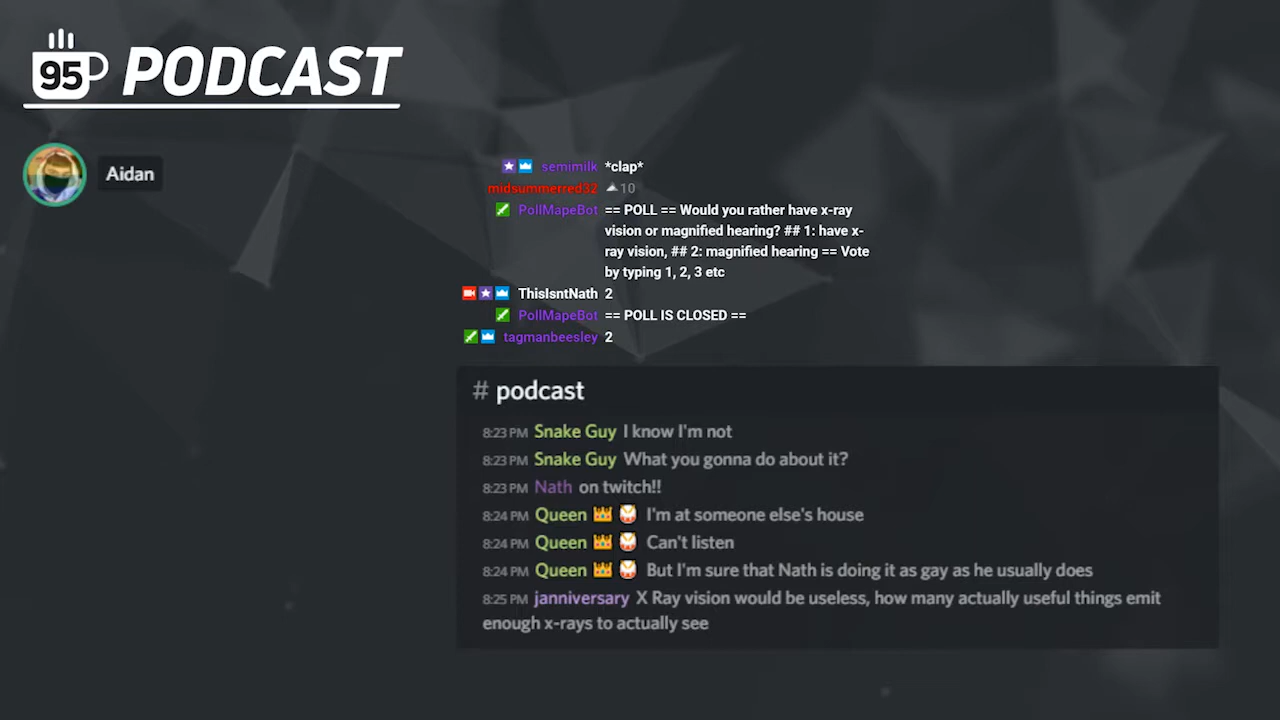 95 PODCAST
Aidan
semimilk *clap*
midsummerred32 10
PollMapeBot == POLL == Would you rather have x-ray
vision or magnified hearing? ## 1: have x-
ray vision, ## 2: magnified hearing == Vote
by typing 1, 2, 3 etc
ThisIsntNath 2
PollMapeBot == POLL IS CLOSED ==
tagmanbeesley 2
# podcast
8:23 PM Snake Guy I know I'm not
8:23 PM Snake Guy What you gonna do about it?
8:23 PM Nath on twitch!!
8:24 PM Queen I'm at someone else's house
8:24 PM Queen Can't listen
8:24 PM Queen But I'm sure that Nath is doing it as gay as he usually does
8:25 PM janniversary X Ray vision would be useless, how many actually useful things emit
enough x-rays to actually see